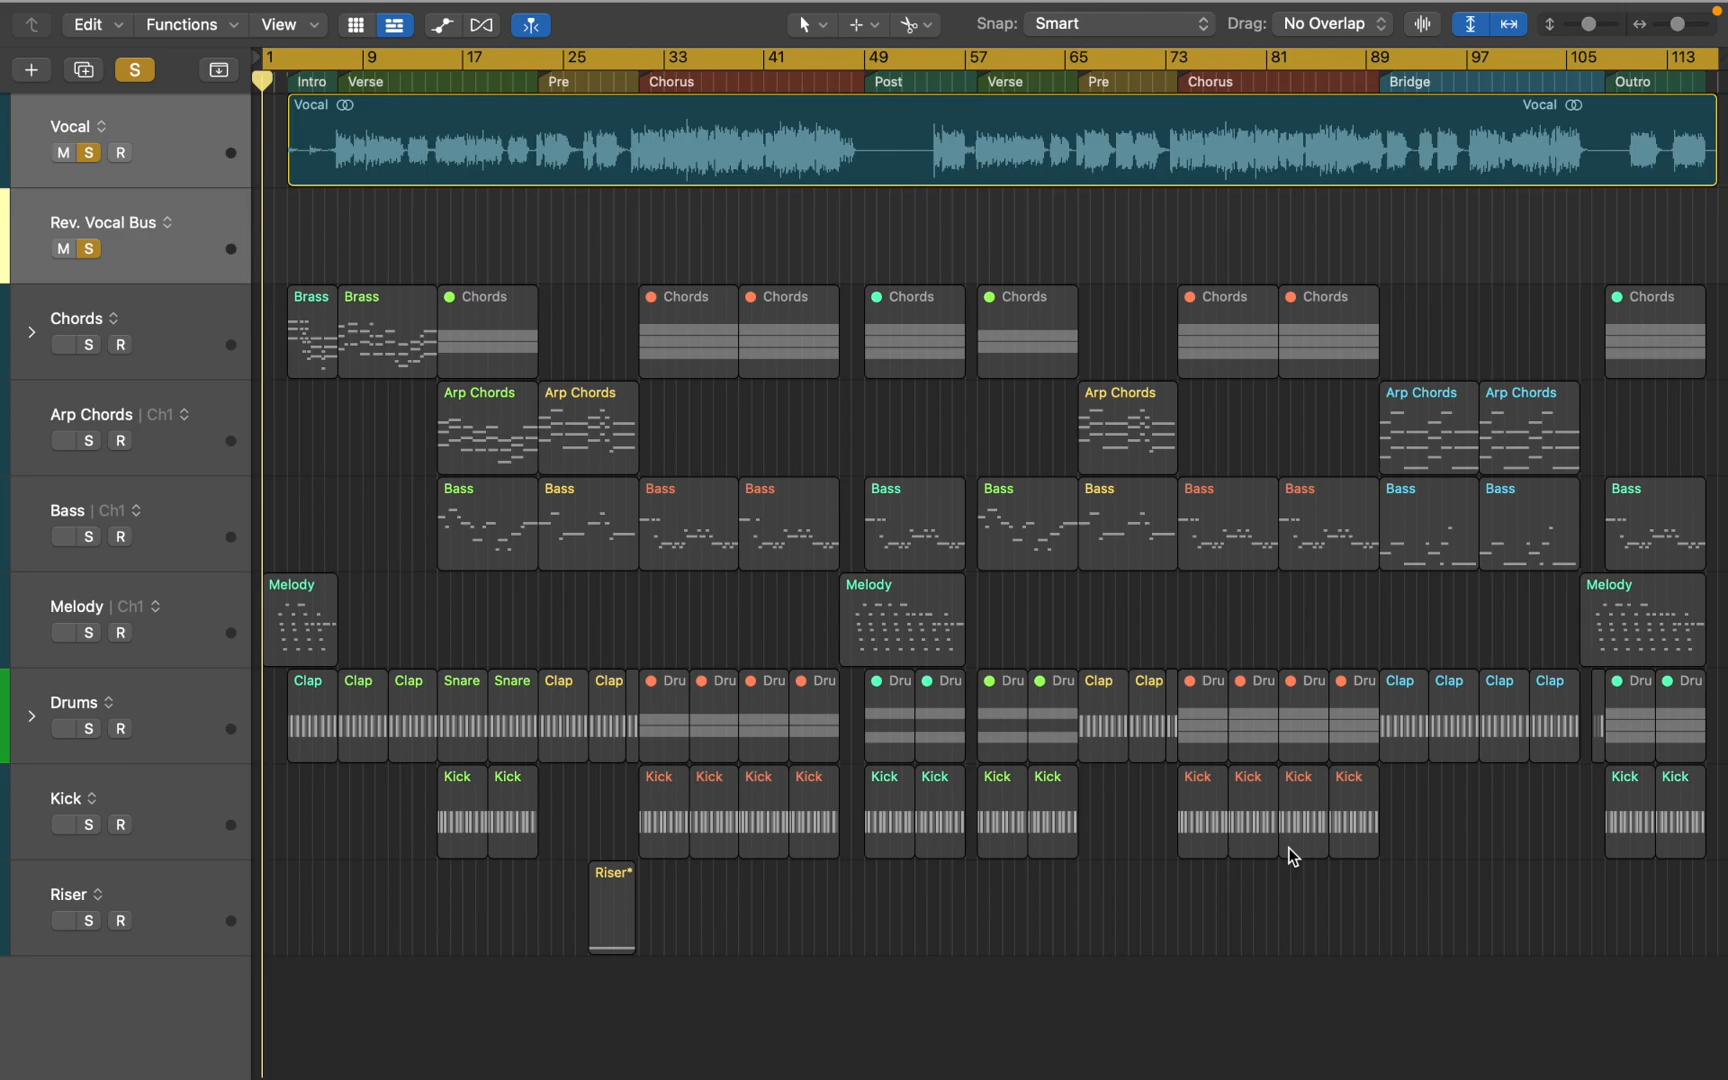 Edit Functions View Snap: Smart Drag: No Overlap
1 9 17 25 33 41 49 57 65 73 81 89 97 105 113
S Intro Verse Pre Chorus Post Verse Pre Chorus Bridge Outro
Vocal Vocal
Vocal
M S R
Rev. Vocal Bus
M S
Brass Brass Chords Chords Chords Chords Chords Chords Chords Chords
Chords
S R
Arp Chords Arp Chords Arp Chords Arp Chords Arp Chords
Arp Chords | Ch1
S R
Bass Bass Bass Bass Bass Bass Bass Bass Bass Bass Bass Bass
Bass | Ch1
S R
Melody Melody Melody
Melody | Ch1
S R
Clap Clap Clap Snare Snare Clap Clap Dru Dru Dru Dru Dru Dru Dru Dru Clap Clap Dru Dru Dru Dru Clap Clap Clap Clap Dru Dru
Drums
S R
Kick Kick Kick Kick Kick Kick Kick Kick Kick Kick Kick Kick Kick Kick Kick Kick
Kick
S R
Riser*
Riser
S R